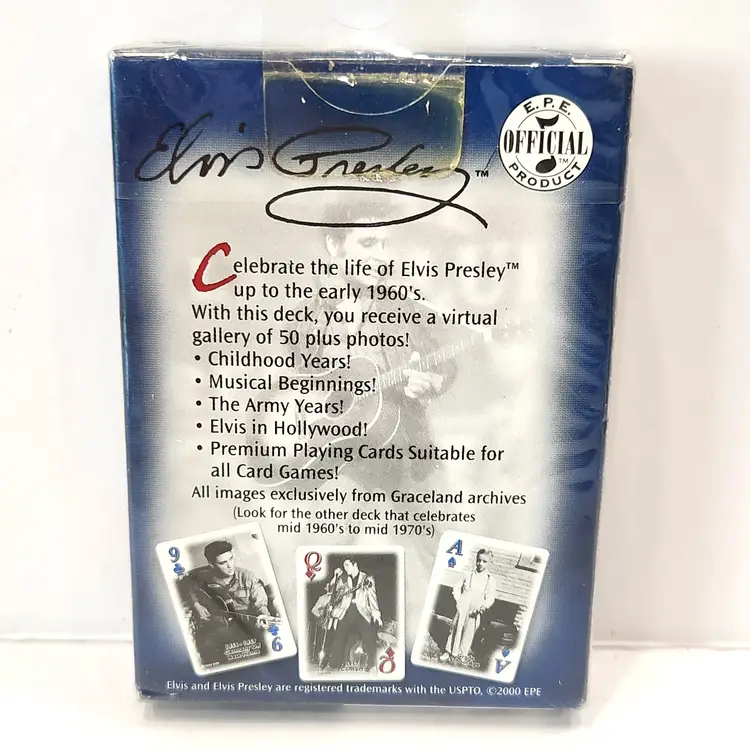 Elvis Presley™
E.P.E.
OFFICIAL
™
PRODUCT
Celebrate the life of Elvis Presley™
up to the early 1960's.
With this deck, you receive a virtual
gallery of 50 plus photos!
• Childhood Years!
• Musical Beginnings!
• The Army Years!
• Elvis in Hollywood!
• Premium Playing Cards Suitable for
all Card Games!
All images exclusively from Graceland archives
(Look for the other deck that celebrates
mid 1960's to mid 1970's)
9
9
Q
Q
A
A
Elvis and Elvis Presley are registered trademarks with the USPTO, ©2000 EPE